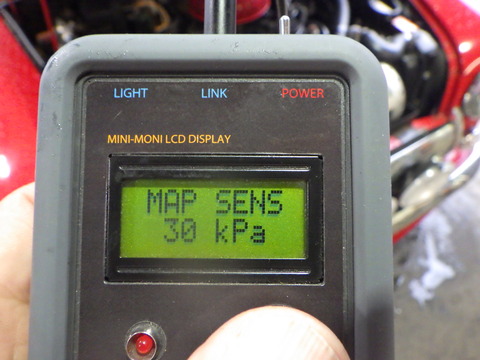 LIGHT LINK POWER
MINI-MONI LCD DISPLAY
MAP SENS
30 kPa